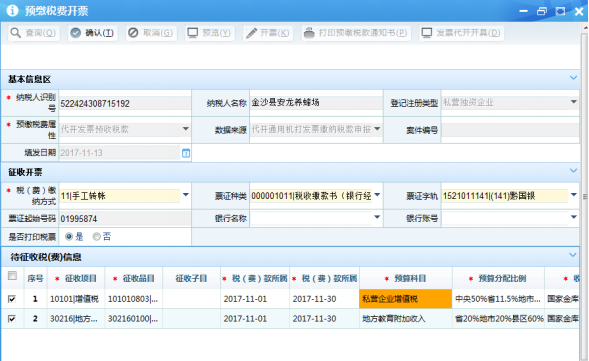 预缴税费开票
查询(Q) 确认(I) 取消(G) 预览(Y) 开票(K) 打印预缴税款通知书(P) 发票代开开具(D)
基本信息区
* 纳税人识别号 522424308715192 纳税人名称 金沙县安龙养蜂场 登记注册类型 私营独资企业
* 预缴税费属性 代开发票预收税款 数据来源 代开通用机打发票缴纳税款申报 案件编号
填发日期 2017-11-13
征收开票
* 税（费）缴纳方式 11|手工转帐 票证种类 000001011|税收缴款书（银行经 票证字轨 1521011141|(141)黔国银
票证起始号码 01995874 银行名称 银行账号
是否打印税票 是 否
待征收税(费)信息
序号 * 征收项目 * 征收品目 征收子目 * 税（费）款所属 * 税（费）款所属 * 预算科目 * 预算分配比例 * 收
1 10101|增值税 101010803|... 2017-11-01 2017-11-30 私营企业增值税 中央50%省11.5%地市... 国家金库
2 30216|地方... 302160100|... 2017-11-01 2017-11-30 地方教育附加收入 省20%地市20%县区60% 国家金库